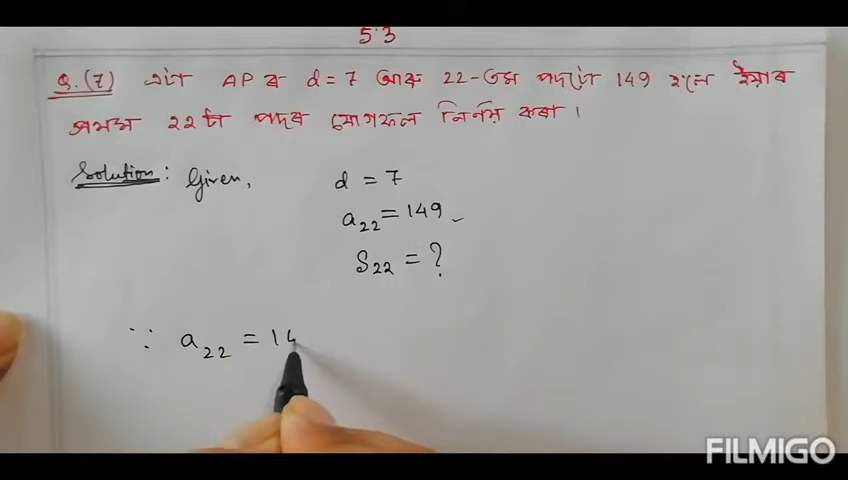 5.3
Q.(7) এটা AP ৰ d = 7 আৰু 22-তম পদটো 149 হ'লে ইয়াৰ
প্ৰথম ২২টা পদৰ যোগফল নিৰ্ণয় কৰা।
Solution: Given, d = 7
a₂₂ = 149
S₂₂ = ?
∵ a₂₂ = 14
FILMIGO